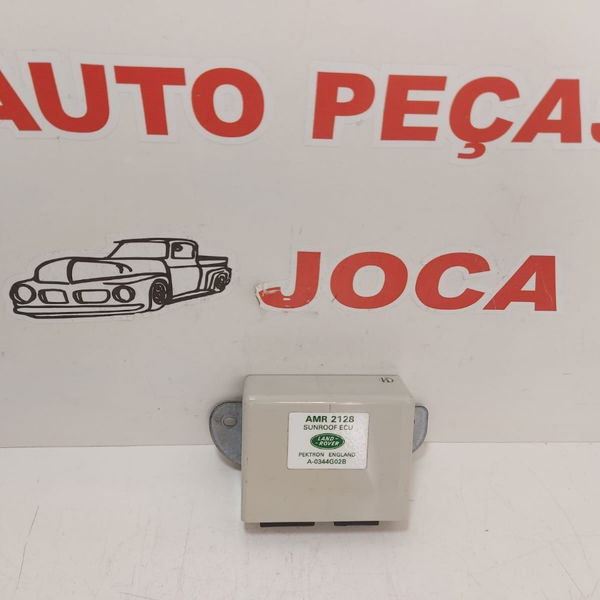 AUTO PEÇAS
JOCA
AMR 2128
SUNROOF ECU
LAND-
ROVER
PEKTRON ENGLAND
A-0344G02B